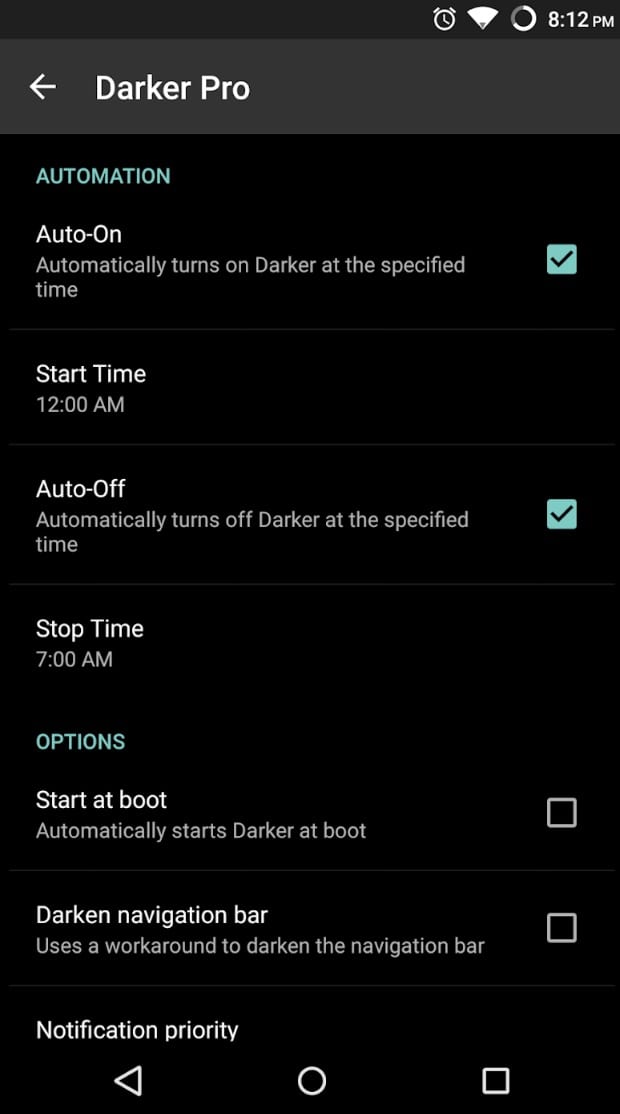 8:12 PM
Darker Pro
AUTOMATION
Auto-On
Automatically turns on Darker at the specified
time
Start Time
12:00 AM
Auto-Off
Automatically turns off Darker at the specified
time
Stop Time
7:00 AM
OPTIONS
Start at boot
Automatically starts Darker at boot
Darken navigation bar
Uses a workaround to darken the navigation bar
Notification priority